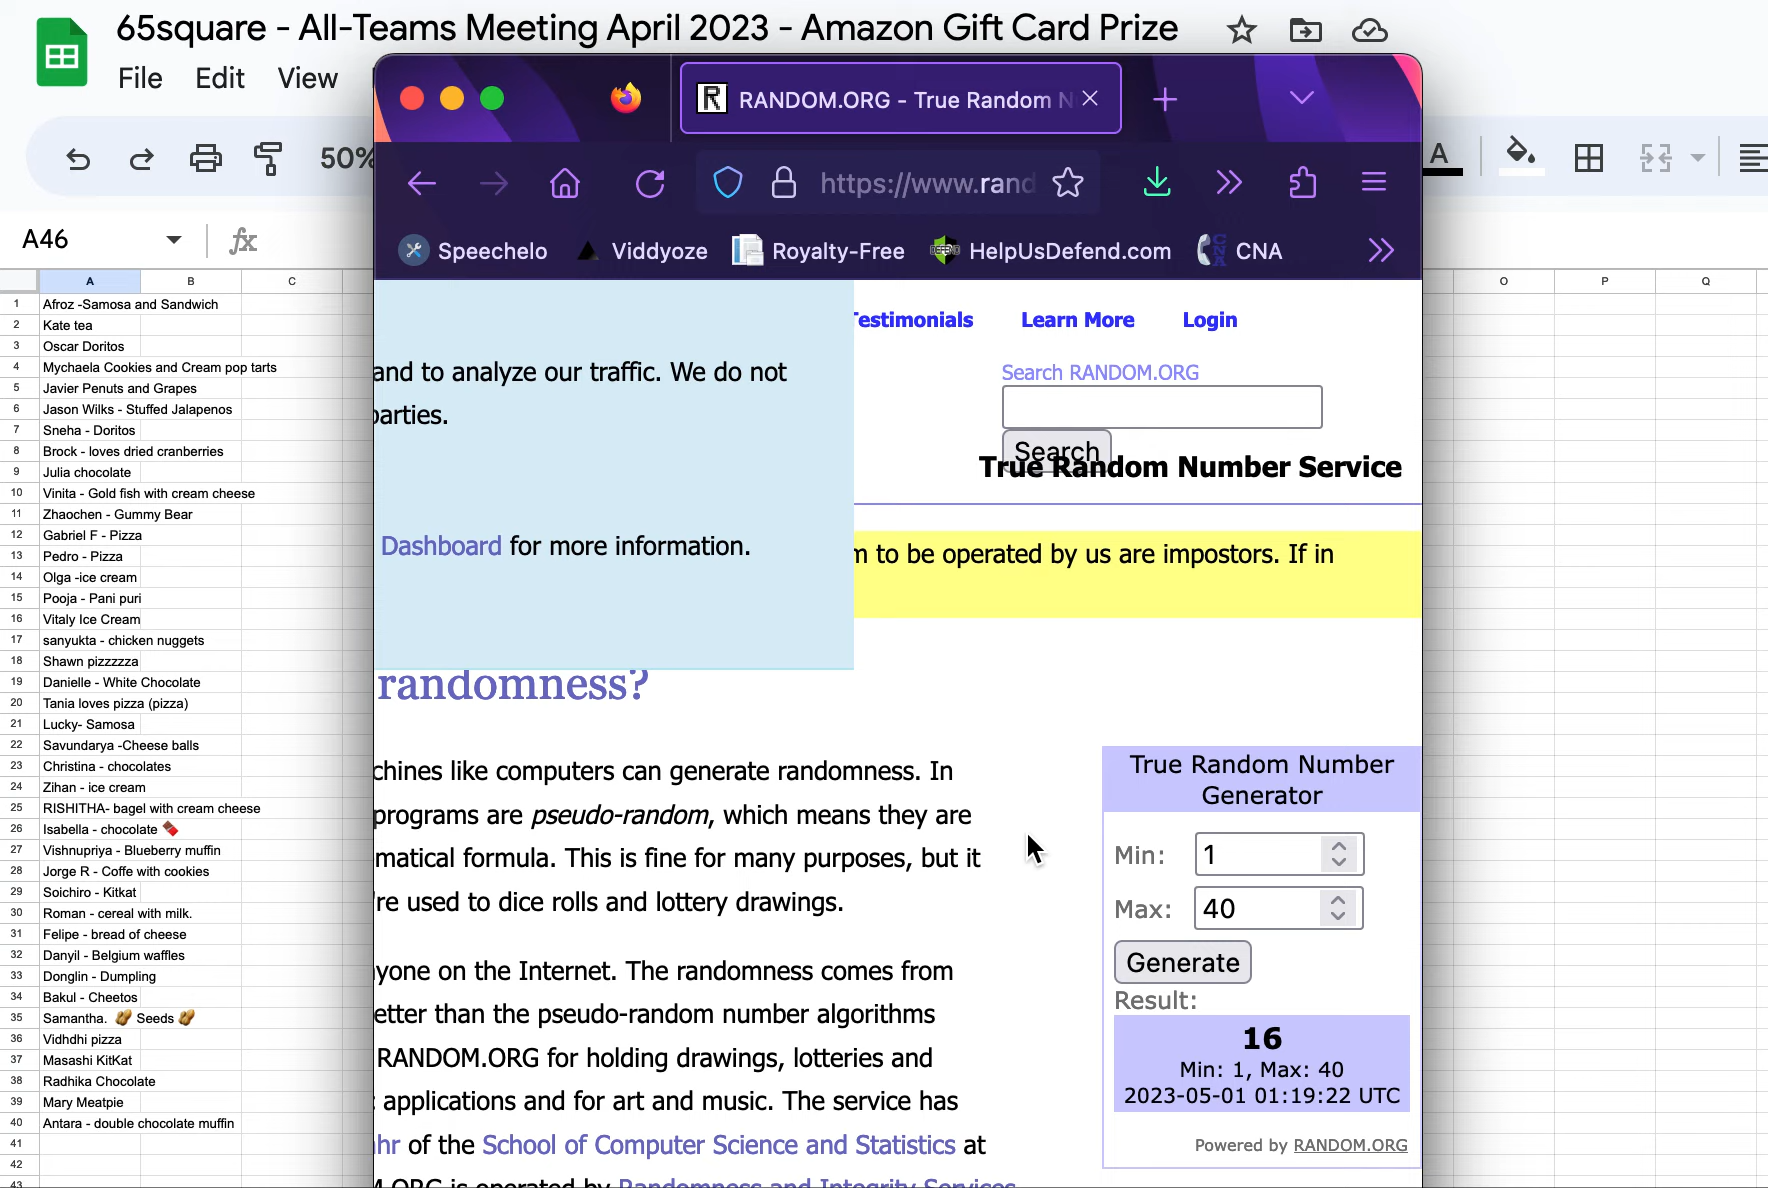 65square - All-Teams Meeting April 2023 - Amazon Gift Card Prize
File Edit View
50%
A
A46
fx
A B C O P Q
1 Afroz -Samosa and Sandwich
2 Kate tea
3 Oscar Doritos
4 Mychaela Cookies and Cream pop tarts
5 Javier Penuts and Grapes
6 Jason Wilks - Stuffed Jalapenos
7 Sneha - Doritos
8 Brock - loves dried cranberries
9 Julia chocolate
10 Vinita - Gold fish with cream cheese
11 Zhaochen - Gummy Bear
12 Gabriel F - Pizza
13 Pedro - Pizza
14 Olga -ice cream
15 Pooja - Pani puri
16 Vitaly Ice Cream
17 sanyukta - chicken nuggets
18 Shawn pizzzzza
19 Danielle - White Chocolate
20 Tania loves pizza (pizza)
21 Lucky- Samosa
22 Savundarya -Cheese balls
23 Christina - chocolates
24 Zihan - ice cream
25 RISHITHA- bagel with cream cheese
26 Isabella - chocolate 🍫
27 Vishnupriya - Blueberry muffin
28 Jorge R - Coffe with cookies
29 Soichiro - Kitkat
30 Roman - cereal with milk.
31 Felipe - bread of cheese
32 Danyil - Belgium waffles
33 Donglin - Dumpling
34 Bakul - Cheetos
35 Samantha. 🥜 Seeds 🥜
36 Vidhdhi pizza
37 Masashi KitKat
38 Radhika Chocolate
39 Mary Meatpie
40 Antara - double chocolate muffin
41
42
43
R RANDOM.ORG - True Random N
https://www.rand
Speechelo Viddyoze Royalty-Free HelpUsDefend.com CNA
Testimonials Learn More Login
and to analyze our traffic. We do not
parties.
Dashboard for more information.
Search RANDOM.ORG
Search
True Random Number Service
m to be operated by us are impostors. If in
randomness?
chines like computers can generate randomness. In
programs are pseudo-random, which means they are
matical formula. This is fine for many purposes, but it
're used to dice rolls and lottery drawings.
yone on the Internet. The randomness comes from
etter than the pseudo-random number algorithms
RANDOM.ORG for holding drawings, lotteries and
applications and for art and music. The service has
hr of the School of Computer Science and Statistics at
M.ORG is operated by Randomness and Integrity Services
True Random Number
Generator
Min: 1
Max: 40
Generate
Result:
16
Min: 1, Max: 40
2023-05-01 01:19:22 UTC
Powered by RANDOM.ORG